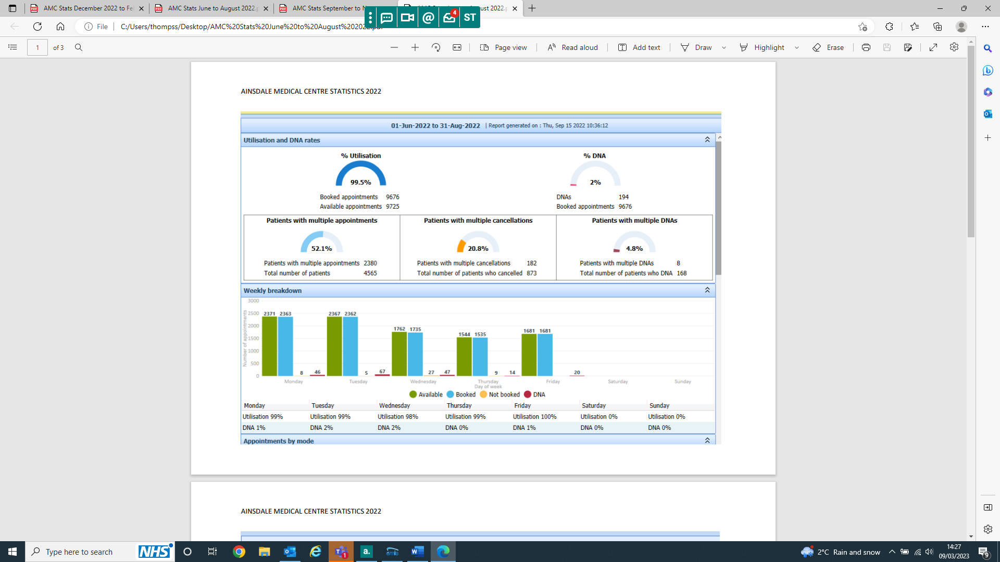 AMC Stats December 2022 to Fe
AMC Stats June to August 2022.p
AMC Stats September to N
ust 2022.p
4
ST
File
C:/Users/thompss/Desktop/AMC%20Stats%20June%20to%20August%202022.pdf
1 of 3
Page view
Read aloud
Add text
Draw
Highlight
Erase
AINSDALE MEDICAL CENTRE STATISTICS 2022
01-Jun-2022 to 31-Aug-2022 | Report generated on : Thu, Sep 15 2022 10:36:12
Utilisation and DNA rates
% Utilisation
99.5%
Booked appointments 9676
Available appointments 9725
% DNA
2%
DNAs 194
Booked appointments 9676
Patients with multiple appointments
52.1%
Patients with multiple appointments 2380
Total number of patients 4565
Patients with multiple cancellations
20.8%
Patients with multiple cancellations 182
Total number of patients who cancelled 873
Patients with multiple DNAs
4.8%
Patients with multiple DNAs 8
Total number of patients who DNA 168
Weekly breakdown
Number of appointments
3000
2500
2000
1500
1000
500
0
2371 2363 8 46
2367 2362 5 67
1762 1735 27 47
1544 1535 9 14
1681 1681 20
Monday Tuesday Wednesday Thursday Friday Saturday Sunday
Day of week
Available Booked Not booked DNA
Monday Tuesday Wednesday Thursday Friday Saturday Sunday
Utilisation 99% Utilisation 99% Utilisation 98% Utilisation 99% Utilisation 100% Utilisation 0% Utilisation 0%
DNA 1% DNA 2% DNA 2% DNA 0% DNA 1% DNA 0% DNA 0%
Appointments by mode
AINSDALE MEDICAL CENTRE STATISTICS 2022
Type here to search
NHS
1
a.
2°C Rain and snow
14:27
09/03/2023
9